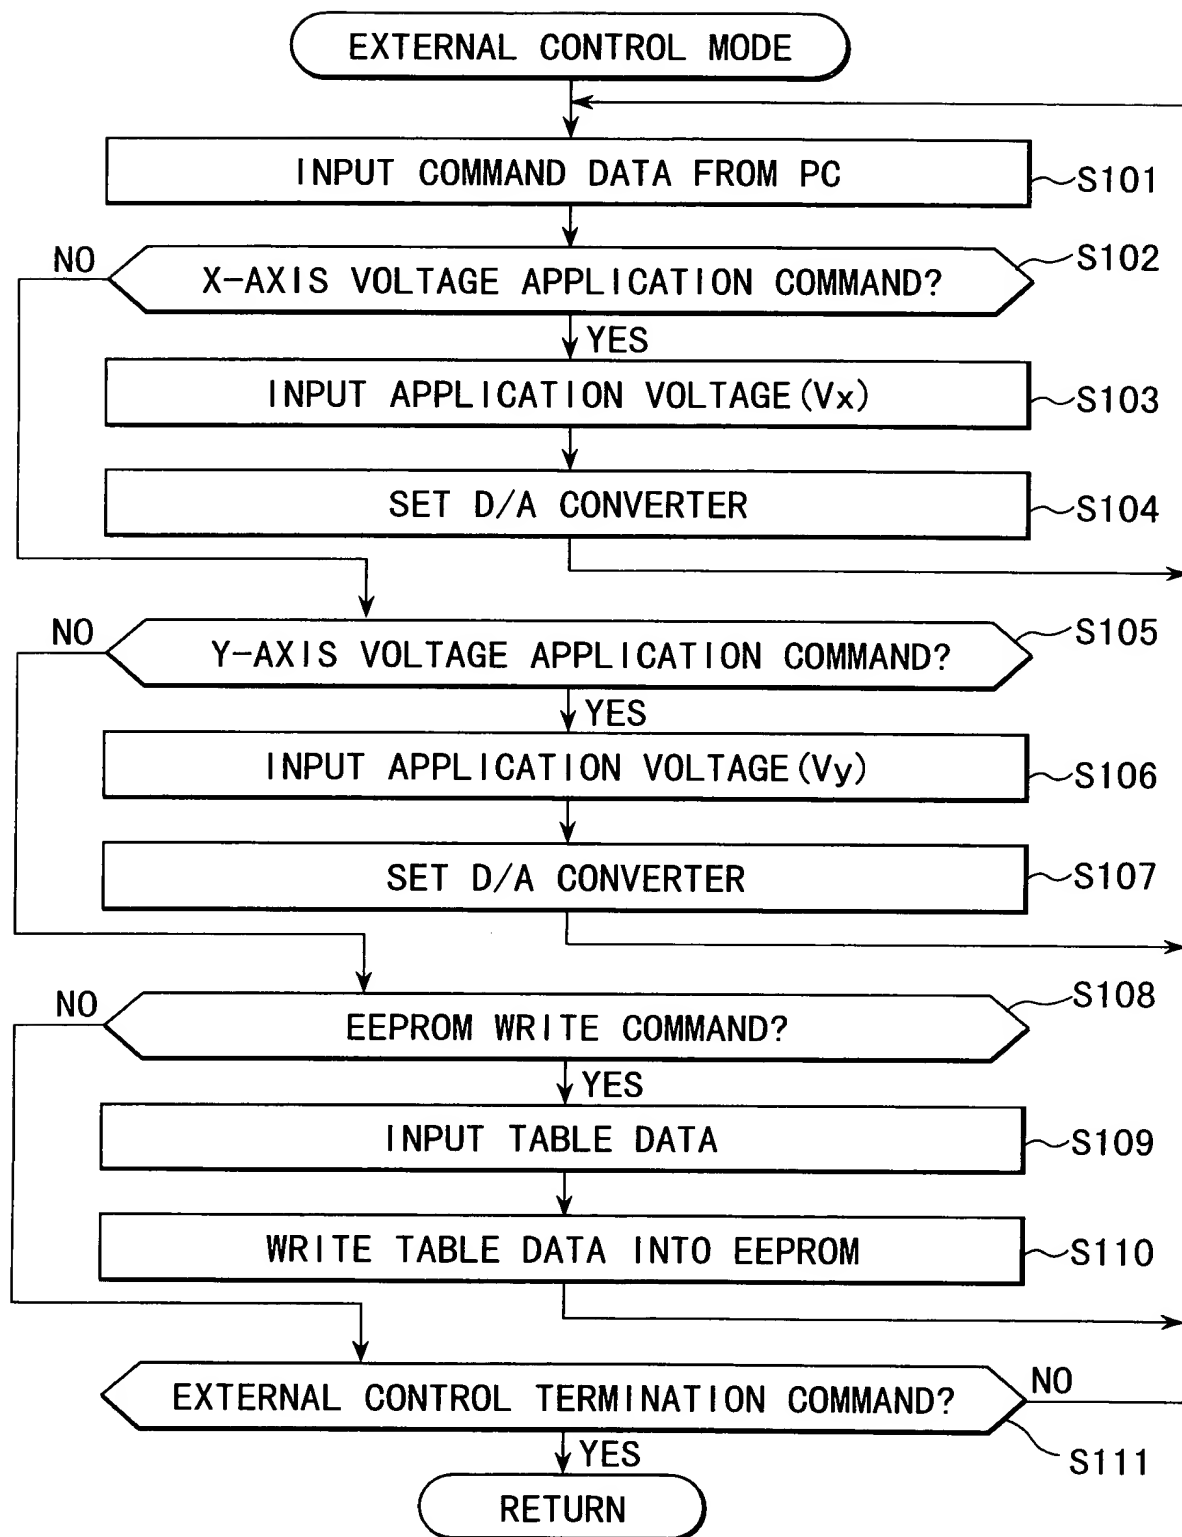 EXTERNAL CONTROL MODE
INPUT COMMAND DATA FROM PC
S101
NO
X-AXIS VOLTAGE APPLICATION COMMAND?
S102
YES
INPUT APPLICATION VOLTAGE(Vx)
S103
SET D/A CONVERTER
S104
NO
Y-AXIS VOLTAGE APPLICATION COMMAND?
S105
YES
INPUT APPLICATION VOLTAGE(Vy)
S106
SET D/A CONVERTER
S107
NO
EEPROM WRITE COMMAND?
S108
YES
INPUT TABLE DATA
S109
WRITE TABLE DATA INTO EEPROM
S110
EXTERNAL CONTROL TERMINATION COMMAND?
NO
S111
YES
RETURN